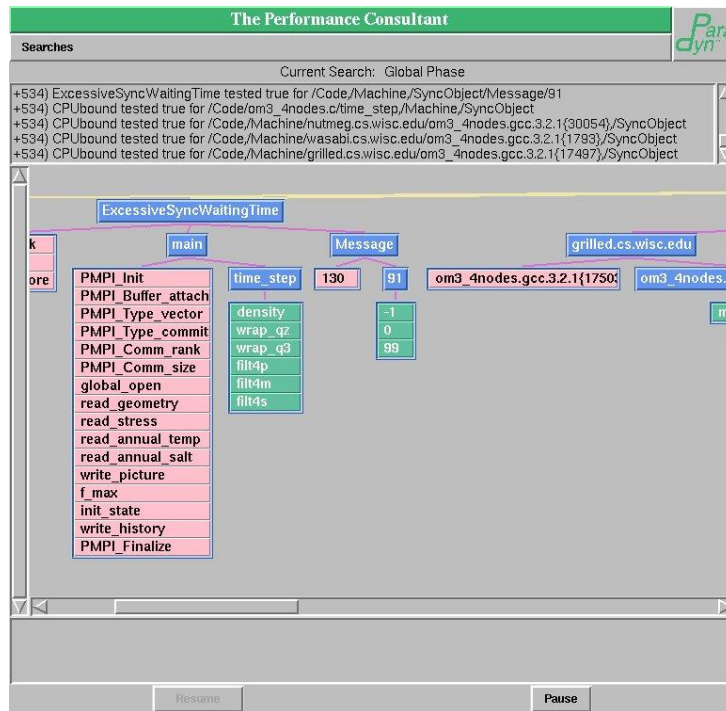 The Performance Consultant
Para
dyn
Searches
Current Search: Global Phase
+534) ExcessiveSyncWaitingTime tested true for /Code,/Machine,/SyncObject/Message/91
+534) CPUbound tested true for /Code/om3_4nodes.c/time_step,/Machine,/SyncObject
+534) CPUbound tested true for /Code,/Machine/nutmeg.cs.wisc.edu/om3_4nodes.gcc.3.2.1{30054},/SyncObject
+534) CPUbound tested true for /Code,/Machine/wasabi.cs.wisc.edu/om3_4nodes.gcc.3.2.1{1793},/SyncObject
+534) CPUbound tested true for /Code,/Machine/grilled.cs.wisc.edu/om3_4nodes.gcc.3.2.1{17497},/SyncObject
ExcessiveSyncWaitingTime
k main Message grilled.cs.wisc.edu
ore PMPI_Init time_step 130 91 om3_4nodes.gcc.3.2.1{1750 om3_4nodes.
PMPI_Buffer_attach
PMPI_Type_vector density -1 m
PMPI_Type_commit wrap_qz 0
PMPI_Comm_rank wrap_q3 99
PMPI_Comm_size filt4p
global_open filt4m
read_geometry filt4s
read_stress
read_annual_temp
read_annual_salt
write_picture
f_max
init_state
write_history
PMPI_Finalize
Resume Pause